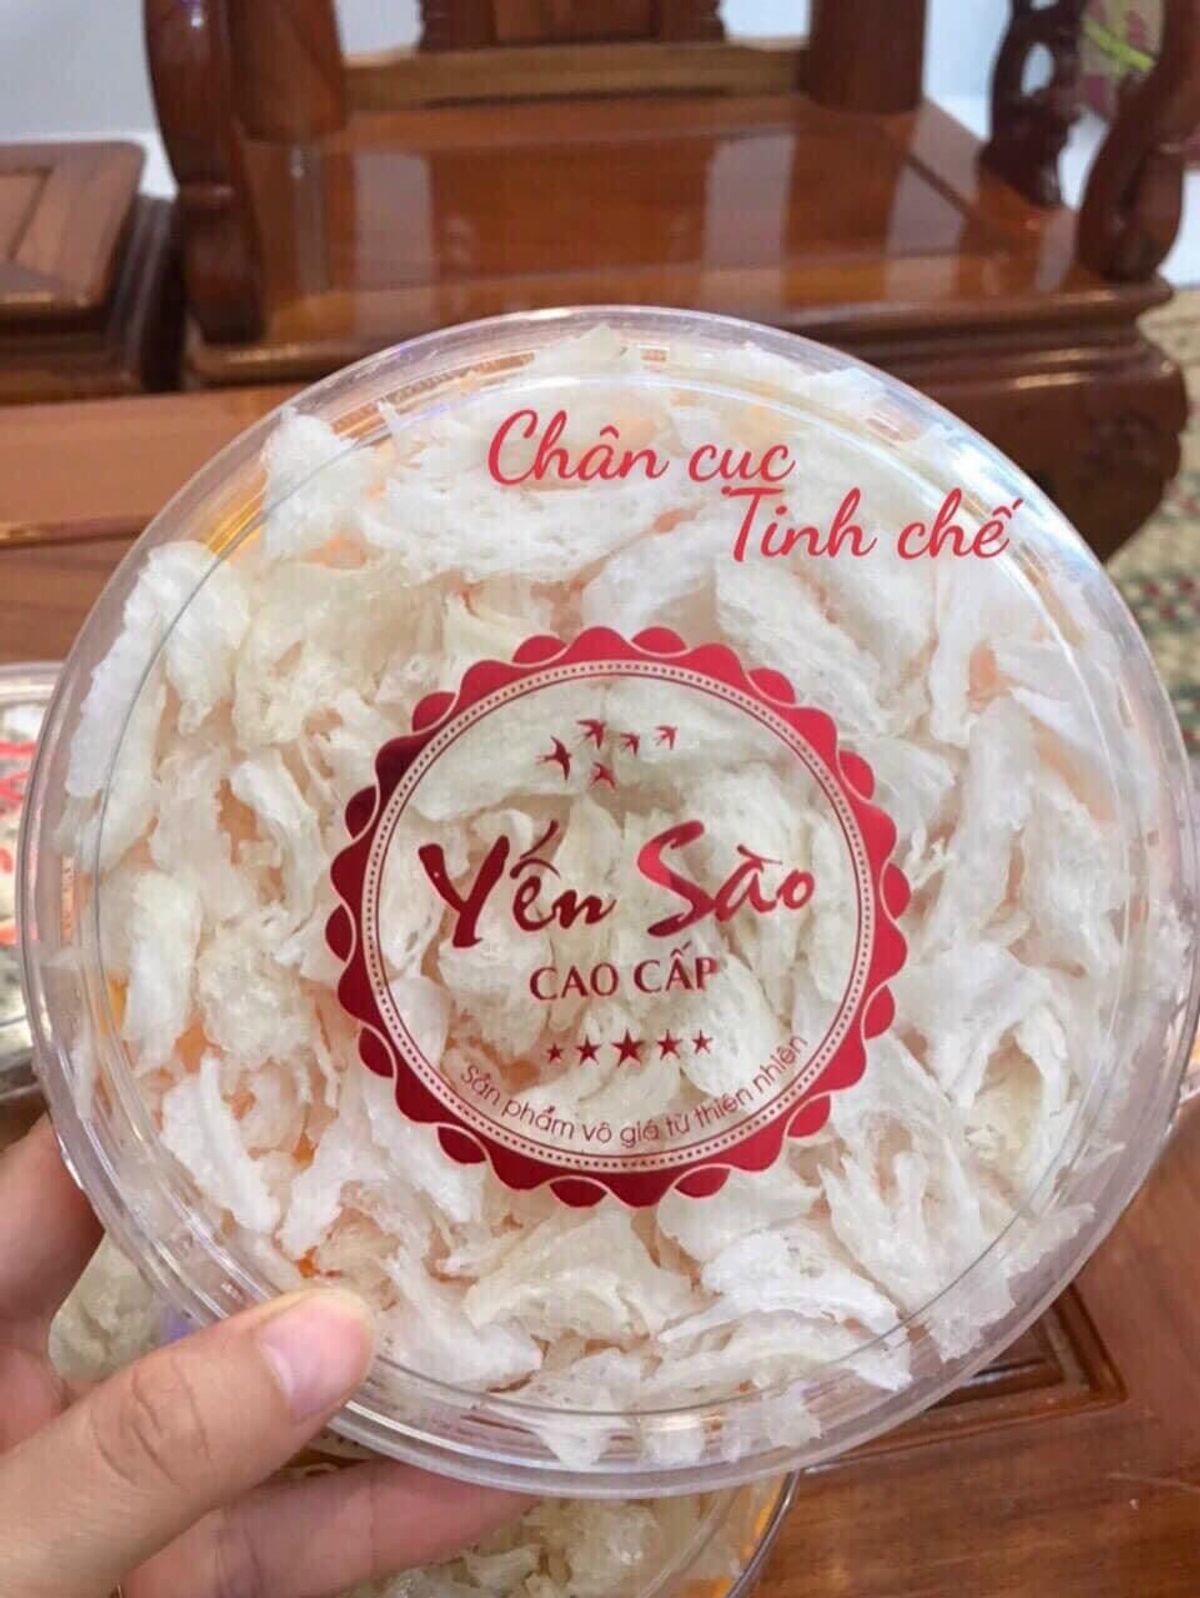 Chân cục
Tinh chế
Yến Sào
CAO CẤP
Sản phẩm vô giá từ thiên nhiên